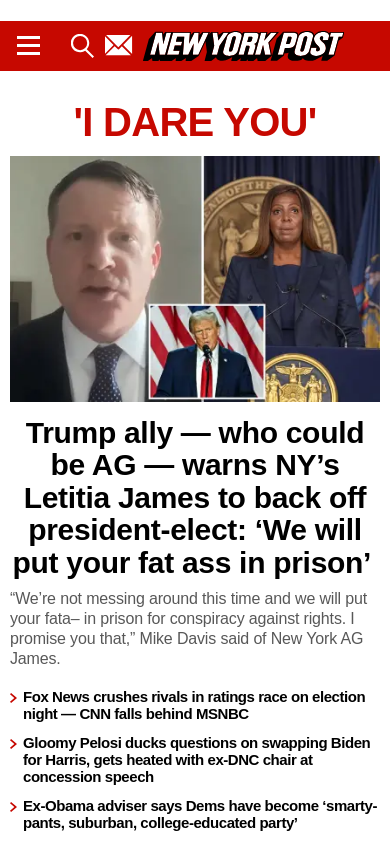 NEW YORK POST
'I DARE YOU'
Trump ally — who could
be AG — warns NY’s
Letitia James to back off
president-elect: ‘We will
put your fat ass in prison’
“We’re not messing around this time and we will put
your fata– in prison for conspiracy against rights. I
promise you that,” Mike Davis said of New York AG
James.
Fox News crushes rivals in ratings race on election
night — CNN falls behind MSNBC
Gloomy Pelosi ducks questions on swapping Biden
for Harris, gets heated with ex-DNC chair at
concession speech
Ex-Obama adviser says Dems have become ‘smarty-
pants, suburban, college-educated party’